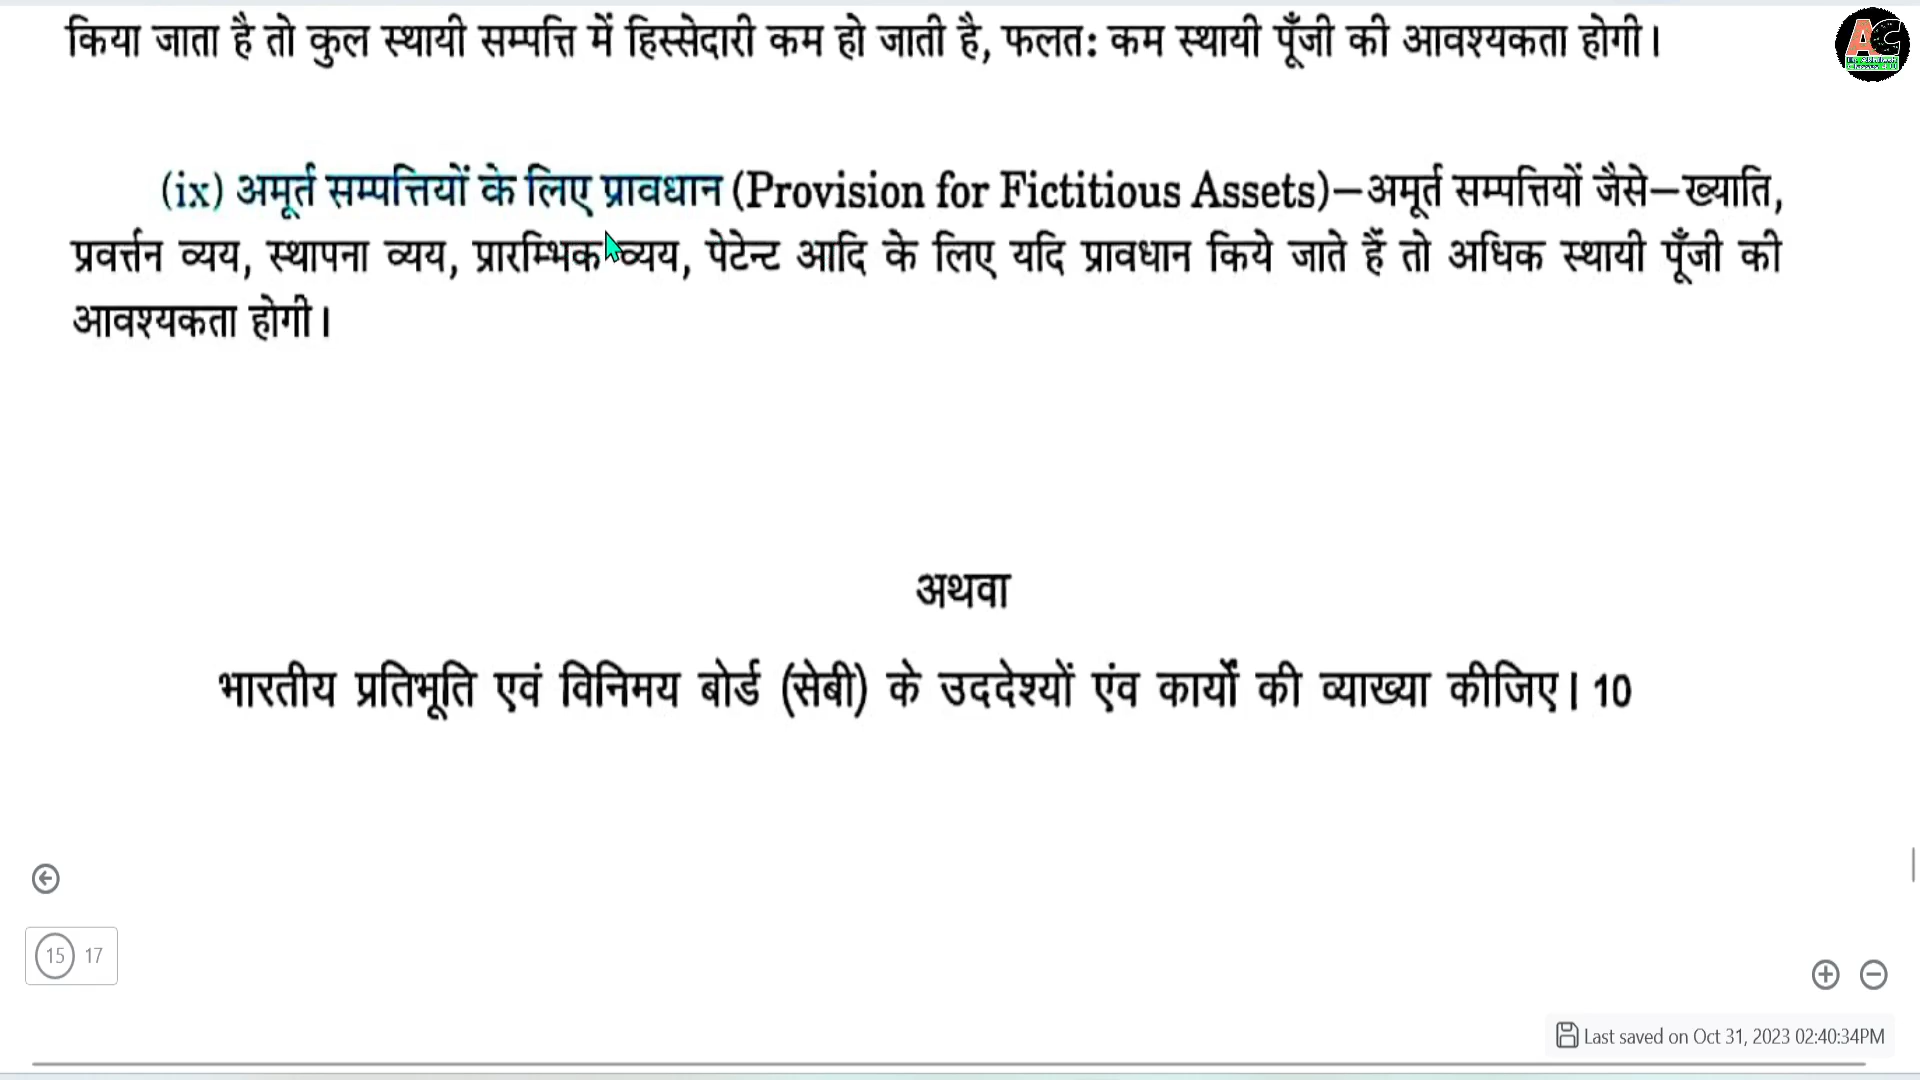 किया जाता है तो कुल स्थायी सम्पत्ति में हिस्सेदारी कम हो जाती है, फलत: कम स्थायी पूँजी की आवश्यकता होगी।
AC
(ix) अमूर्त सम्पत्तियों के लिए प्रावधान (Provision for Fictitious Assets)—अमूर्त सम्पत्तियों जैसे—ख्याति,
प्रवर्त्तन व्यय, स्थापना व्यय, प्रारम्भिक व्यय, पेटेन्ट आदि के लिए यदि प्रावधान किये जाते हैं तो अधिक स्थायी पूँजी की
आवश्यकता होगी।
अथवा
भारतीय प्रतिभूति एवं विनिमय बोर्ड (सेबी) के उददेश्यों एंव कार्यों की व्याख्या कीजिए| 10
15 17
Last saved on Oct 31, 2023 02:40:34PM